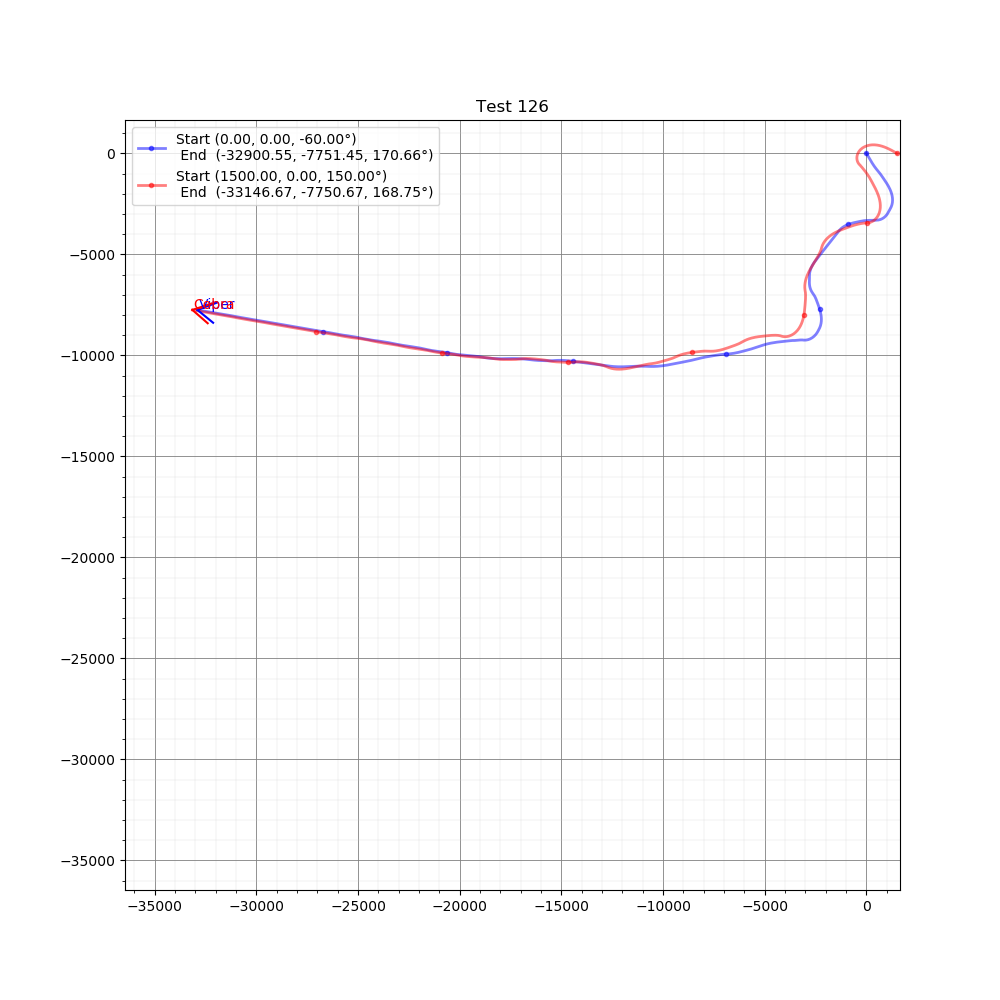 Test 126
Start (0.00, 0.00, -60.00°)
End (-32900.55, -7751.45, 170.66°)
Start (1500.00, 0.00, 150.00°)
End (-33146.67, -7750.67, 168.75°)
0
−5000
−10000
−15000
−20000
−25000
−30000
−35000
−35000 −30000 −25000 −20000 −15000 −10000 −5000 0